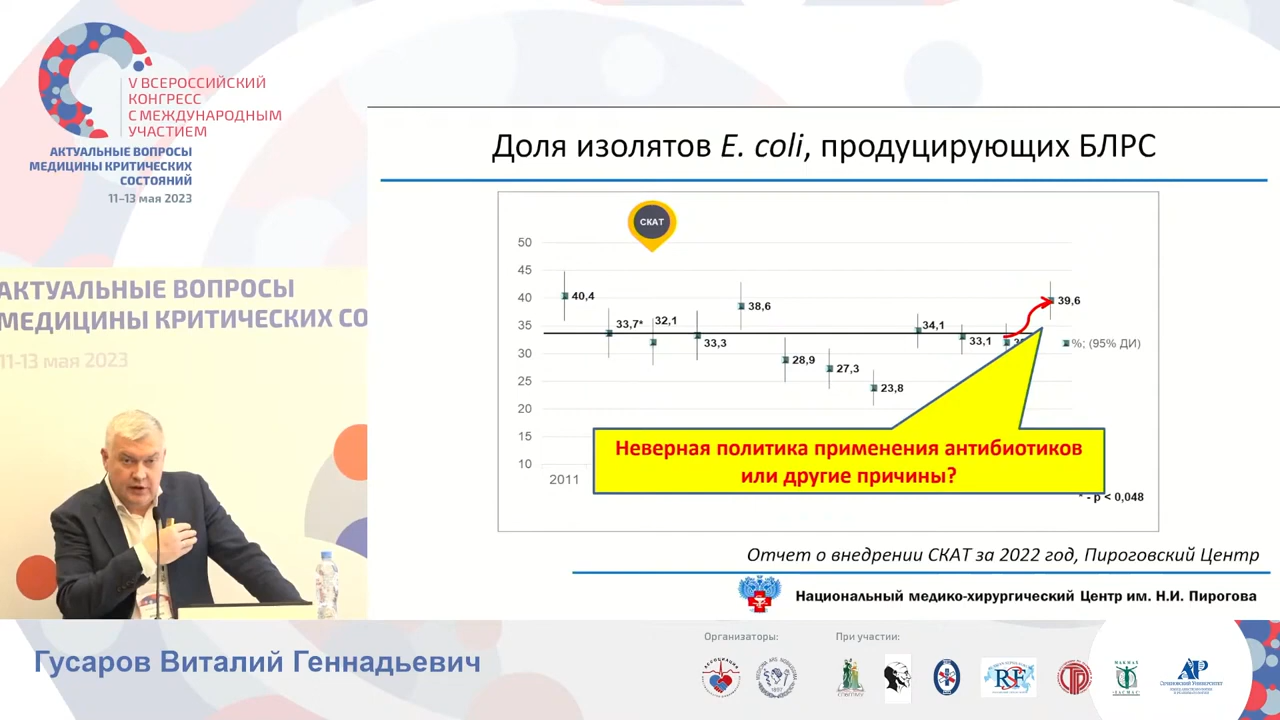 V ВСЕРОССИЙСКИЙ
КОНГРЕСС
С МЕЖДУНАРОДНЫМ
УЧАСТИЕМ
АКТУАЛЬНЫЕ ВОПРОСЫ
МЕДИЦИНЫ КРИТИЧЕСКИХ
СОСТОЯНИЙ
11–13 мая 2023
АКТУАЛЬНЫЕ ВОПРОСЫ
МЕДИЦИНЫ КРИТИЧЕСКИХ СО
11-13 мая 2023
Доля изолятов E. coli, продуцирующих БЛРС
СКАТ
50
45
40
35
30
25
20
15
10
40,4
33,7*
32,1
33,3
38,6
28,9
27,3
23,8
34,1
33,1
39,6
%; (95% ДИ)
2011
Неверная политика применения антибиотиков
или другие причины?
* - p < 0,048
Отчет о внедрении СКАТ за 2022 год, Пироговский Центр
Национальный медико-хирургический Центр им. Н.И. Пирогова
Гусаров Виталий Геннадьевич
Организаторы:
При участии: